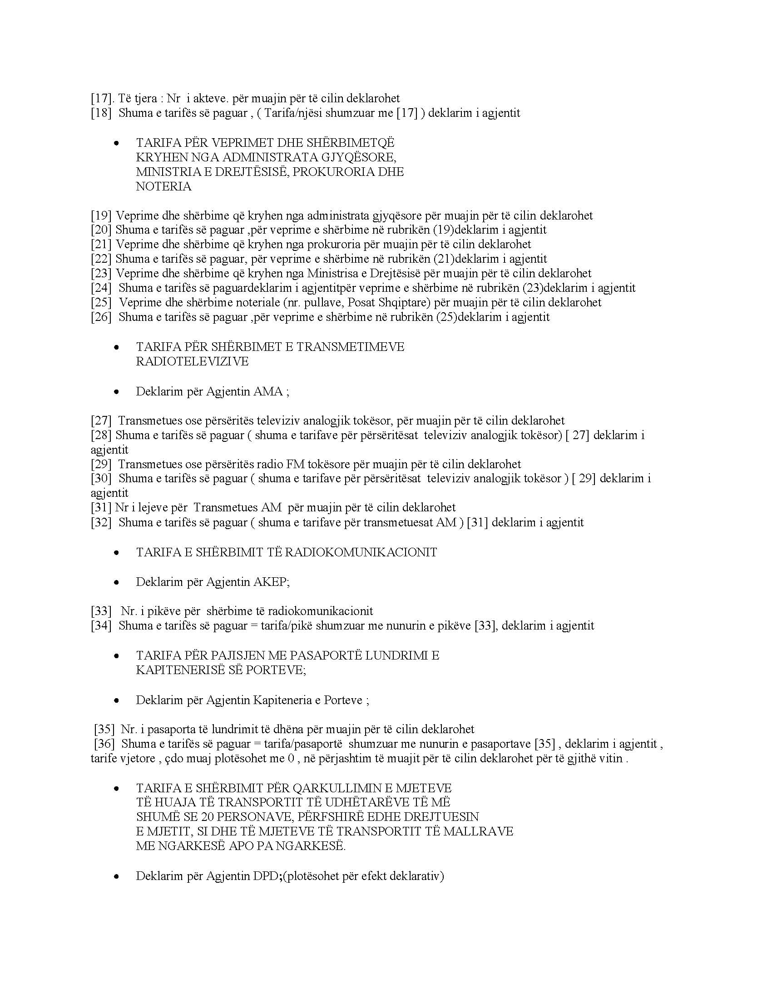 [17]. Të tjera : Nr  i akteve. për muajin për të cilin deklarohet
[18]  Shuma e tarifës së paguar , ( Tarifa/njësi shumzuar me [17] ) deklarim i agjentit
• TARIFA PËR VEPRIMET DHE SHËRBIMETQË
KRYHEN NGA ADMINISTRATA GJYQËSORE,
MINISTRIA E DREJTËSISË, PROKURORIA DHE
NOTERIA
[19] Veprime dhe shërbime që kryhen nga administrata gjyqësore për muajin për të cilin deklarohet
[20] Shuma e tarifës së paguar ,për veprime e shërbime në rubrikën (19)deklarim i agjentit
[21] Veprime dhe shërbime që kryhen nga prokuroria për muajin për të cilin deklarohet
[22] Shuma e tarifës së paguar, për veprime e shërbime në rubrikën (21)deklarim i agjentit
[23] Veprime dhe shërbime që kryhen nga Ministrisa e Drejtësisë për muajin për të cilin deklarohet
[24]  Shuma e tarifës së paguardeklarim i agjentitpër veprime e shërbime në rubrikën (23)deklarim i agjentit
[25]  Veprime dhe shërbime noteriale (nr. pullave, Posat Shqiptare) për muajin për të cilin deklarohet
[26]  Shuma e tarifës së paguar ,për veprime e shërbime në rubrikën (25)deklarim i agjentit
• TARIFA PËR SHËRBIMET E TRANSMETIMEVE
RADIOTELEVIZIVE
• Deklarim për Agjentin AMA ;
[27]  Transmetues ose përsëritës televiziv analogjik tokësor, për muajin për të cilin deklarohet
[28] Shuma e tarifës së paguar ( shuma e tarifave për përsëritësat  televiziv analogjik tokësor) [ 27] deklarim i
agjentit
[29]  Transmetues ose përsëritës radio FM tokësore për muajin për të cilin deklarohet
[30]  Shuma e tarifës së paguar ( shuma e tarifave për përsëritësat  televiziv analogjik tokësor ) [ 29] deklarim i
agjentit
[31] Nr i lejeve për  Transmetues AM  për muajin për të cilin deklarohet
[32]  Shuma e tarifës së paguar ( shuma e tarifave për transmetuesat AM ) [31] deklarim i agjentit
• TARIFA E SHËRBIMIT TË RADIOKOMUNIKACIONIT
• Deklarim për Agjentin AKEP;
[33]   Nr. i pikëve për  shërbime të radiokomunikacionit
[34]  Shuma e tarifës së paguar = tarifa/pikë shumzuar me nunurin e pikëve [33], deklarim i agjentit
• TARIFA PËR PAJISJEN ME PASAPORTË LUNDRIMI E
KAPITENERISË SË PORTEVE;
• Deklarim për Agjentin Kapiteneria e Porteve ;
[35]  Nr. i pasaporta të lundrimit të dhëna për muajin për të cilin deklarohet
[36]  Shuma e tarifës së paguar = tarifa/pasaportë  shumzuar me nunurin e pasaportave [35] , deklarim i agjentit ,
tarife vjetore , çdo muaj plotësohet me 0 , në përjashtim të muajit për të cilin deklarohet për të gjithë vitin .
• TARIFA E SHËRBIMIT PËR QARKULLIMIN E MJETEVE
TË HUAJA TË TRANSPORTIT TË UDHËTARËVE TË MË
SHUMË SE 20 PERSONAVE, PËRFSHIRË EDHE DREJTUESIN
E MJETIT, SI DHE TË MJETEVE TË TRANSPORTIT TË MALLRAVE
ME NGARKESË APO PA NGARKESË.
• Deklarim për Agjentin DPD;(plotësohet për efekt deklarativ)